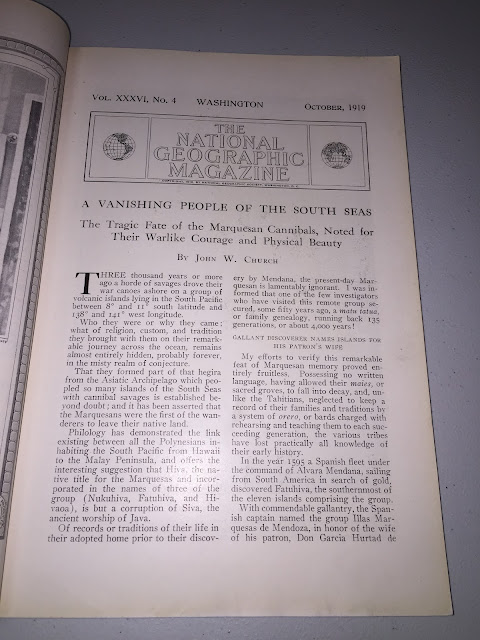 VOL. XXXVI, No. 4 WASHINGTON OCTOBER, 1919
THE
NATIONAL
GEOGRAPHIC
MAGAZINE
A VANISHING PEOPLE OF THE SOUTH SEAS
The Tragic Fate of the Marquesan Cannibals, Noted for
Their Warlike Courage and Physical Beauty
BY JOHN W. CHURCH
THREE thousand years or more
ago a horde of savages drove their
war canoes ashore on a group of
volcanic islands lying in the South Pacific
between 8° and 11° south latitude and
138° and 141° west longitude.
Who they were or why they came;
what of religion, custom, and tradition
they brought with them on their remark-
able journey across the ocean, remains
almost entirely hidden, probably forever,
in the misty realm of conjecture.
That they formed part of that hegira
from the Asiatic Archipelago which peo-
pled so many islands of the South Seas
with cannibal savages is established be-
yond doubt; and it has been asserted that
the Marquesans were the first of the wan-
derers to leave their native land.
Philology has demonstrated the link
existing between all the Polynesians in-
habiting the South Pacific from Hawaii
to the Malay Peninsula, and offers the
interesting suggestion that Hiva, the na-
tive title for the Marquesas and incor-
porated in the names of three of the
group (Nukuhiva, Fatuhiva, and Hi-
vaoa), is but a corruption of Siva, the
ancient worship of Java.
Of records or traditions of their life in
their adopted home prior to their discov-
ery by Mendana, the present-day Mar-
quesan is lamentably ignorant. I was in-
formed that one of the few investigators
who have visited this remote group se-
cured, some fifty years ago, a mata tatua,
or family genealogy, running back 135
generations, or about 4,000 years!
GALLANT DISCOVERER NAMES ISLANDS FOR
HIS PATRON'S WIFE
My efforts to verify this remarkable
feat of Marquesan memory proved en-
tirely fruitless. Possessing no written
language, having allowed their maies, or
sacred groves, to fall into decay, and, un-
like the Tahitians, neglected to keep a
record of their families and traditions by
a system of orero, or bards charged with
rehearsing and teaching them to each suc-
ceeding generation, the various tribes
have lost practically all knowledge of
their early history.
In the year 1595 a Spanish fleet under
the command of Alvara Mendana, sailing
from South America in search of gold,
discovered Fatuhiva, the southernmost of
the eleven islands comprising the group.
With commendable gallantry, the Span-
ish captain named the group Illas Mar-
quesas de Mendoza, in honor of the wife
of his patron, Don Garcia Hurtad de